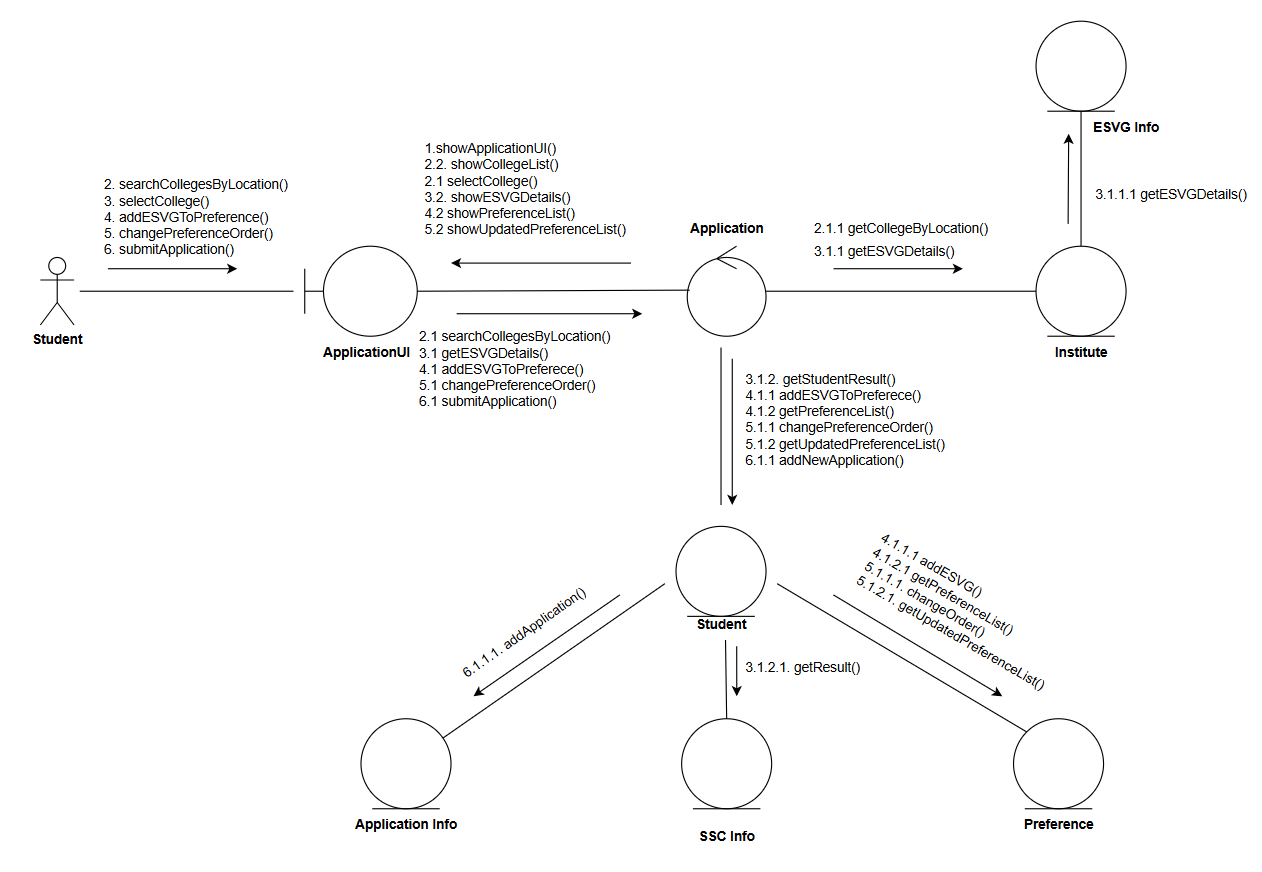 ESVG Info
1.showApplicationUI()
2.2. showCollegeList()
2.1 selectCollege()
3.2. showESVGDetails()
4.2 showPreferenceList()
5.2 showUpdatedPreferenceList()
2. searchCollegesByLocation()
3. selectCollege()
4. addESVGToPreference()
5. changePreferenceOrder()
6. submitApplication()
3.1.1.1 getESVGDetails()
Application
2.1.1 getCollegeByLocation()
3.1.1 getESVGDetails()
Student
ApplicationUI
Institute
2.1 searchCollegesByLocation()
3.1 getESVGDetails()
4.1 addESVGToPreferece()
5.1 changePreferenceOrder()
6.1 submitApplication()
3.1.2. getStudentResult()
4.1.1 addESVGToPreferece()
4.1.2 getPreferenceList()
5.1.1 changePreferenceOrder()
5.1.2 getUpdatedPreferenceList()
6.1.1 addNewApplication()
4.1.1.1 addESVG()
4.1.2.1 getPreferenceList()
5.1.1.1. changeOrder()
5.1.2.1. getUpdatedPreferenceList()
6.1.1.1. addApplication()
Student
3.1.2.1. getResult()
Application Info
SSC Info
Preference